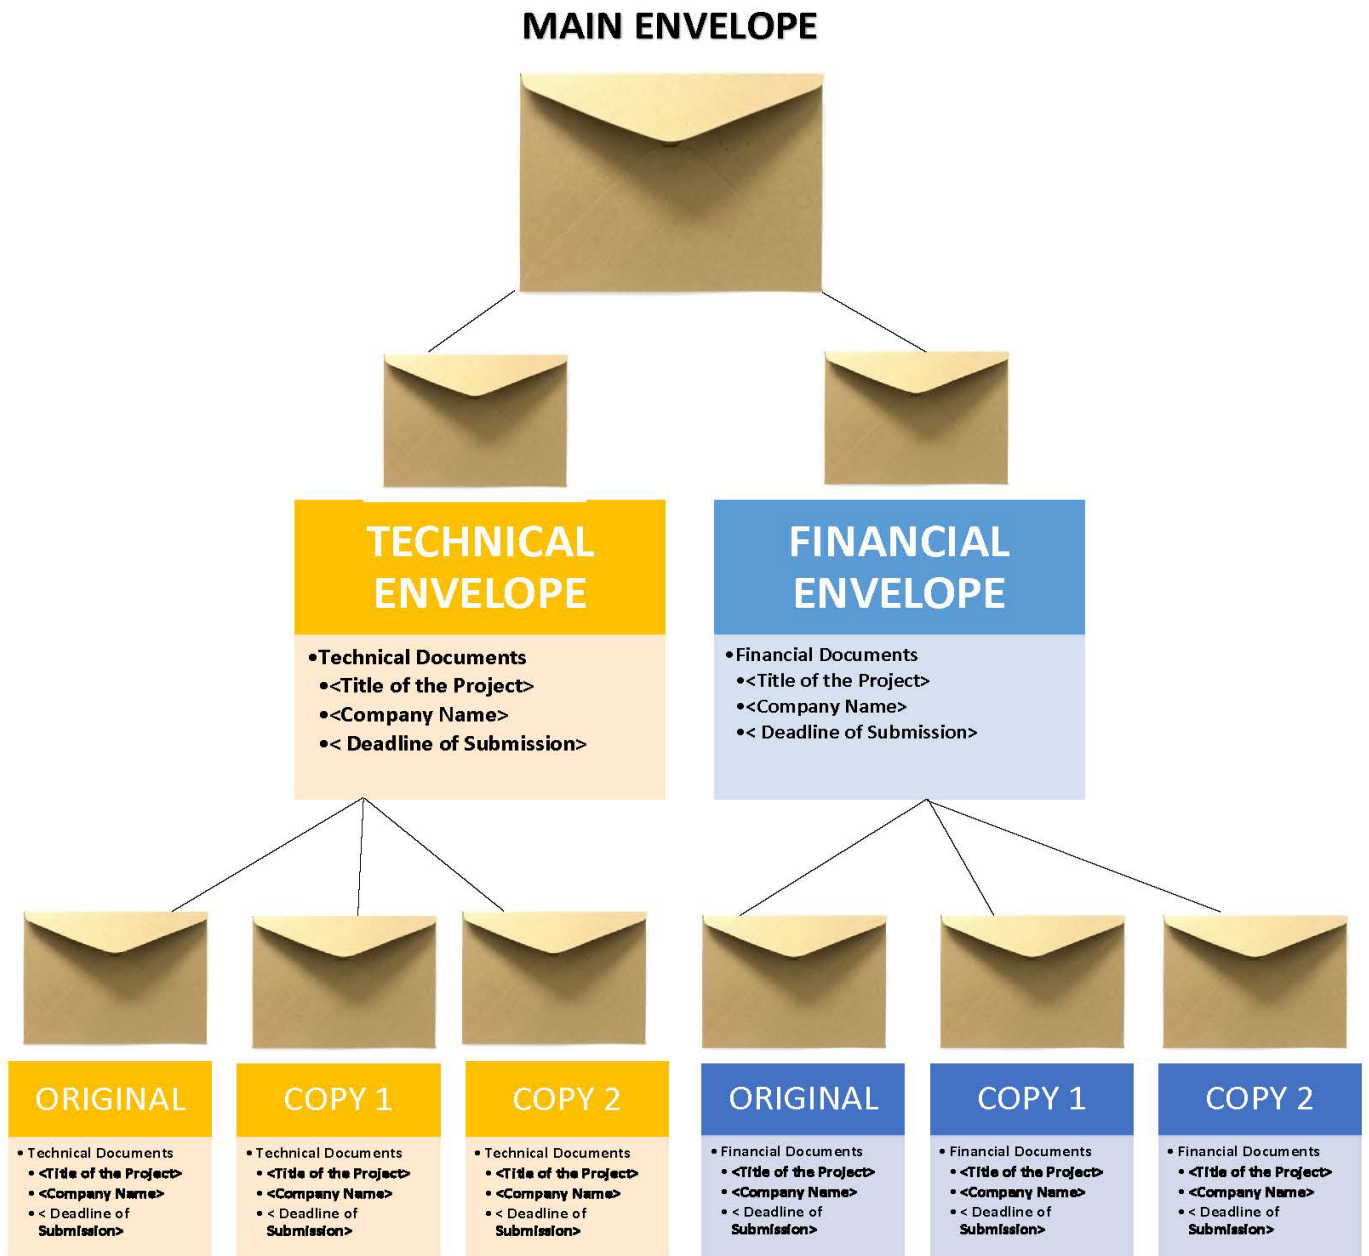 MAIN ENVELOPE
TECHNICAL
ENVELOPE
•Technical Documents
•<Title of the Project>
•<Company Name>
•< Deadline of Submission>
FINANCIAL
ENVELOPE
•Financial Documents
•<Title of the Project>
•<Company Name>
•< Deadline of Submission>
ORIGINAL
• Technical Documents
• <Title of the Project>
• <Company Name>
• < Deadline of
Submission>
COPY 1
• Technical Documents
• <Title of the Project>
• <Company Name>
• < Deadline of
Submission>
COPY 2
• Technical Documents
• <Title of the Project>
• <Company Name>
• < Deadline of
Submission>
ORIGINAL
• Financial Documents
• <Title of the Project>
• <Company Name>
• < Deadline of
Submission>
COPY 1
• Financial Documents
• <Title of the Project>
• <Company Name>
• < Deadline of
Submission>
COPY 2
• Financial Documents
• <Title of the Project>
• <Company Name>
• < Deadline of
Submission>